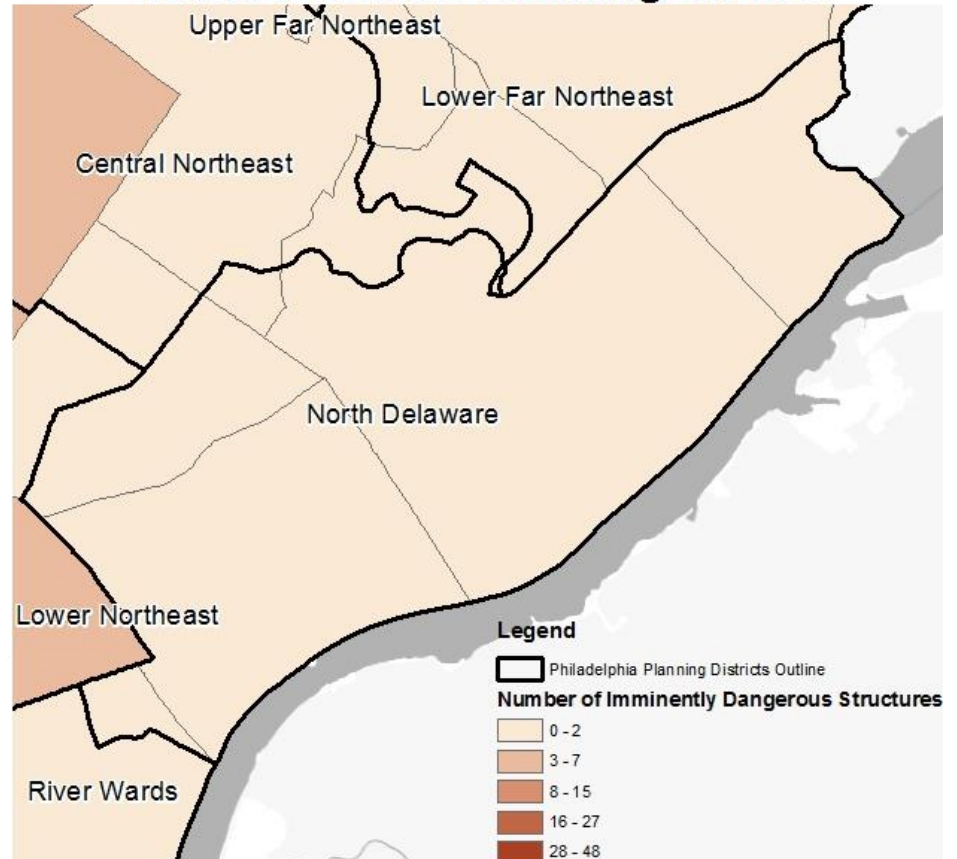 Upper Far Northeast
Lower Far Northeast
Central Northeast
North Delaware
Lower Northeast
River Wards
Legend
Philadelphia Planning Districts Outline
Number of Imminently Dangerous Structures
0 - 2
3 - 7
8 - 15
16 - 27
28 - 48